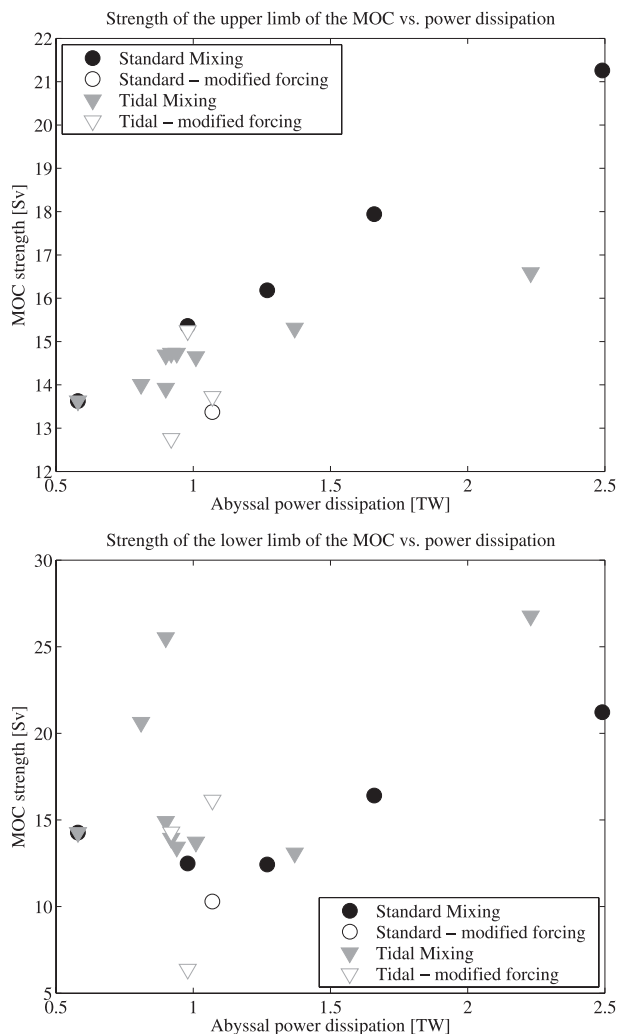 Strength of the upper limb of the MOC vs. power dissipation
22
21
20
19
18
17
16
15
14
13
12
MOC strength [Sv]
Standard Mixing
Standard − modified forcing
Tidal Mixing
Tidal − modified forcing
0.5 1 1.5 2 2.5
Abyssal power dissipation [TW]
Strength of the lower limb of the MOC vs. power dissipation
30
25
20
15
10
5
MOC strength [Sv]
Standard Mixing
Standard − modified forcing
Tidal Mixing
Tidal − modified forcing
0.5 1 1.5 2 2.5
Abyssal power dissipation [TW]